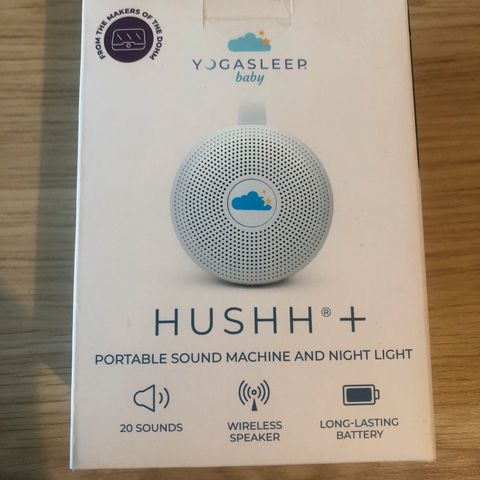 FROM THE MAKERS OF THE DOHM
YOGASLEEP
baby
HUSHH®+
PORTABLE SOUND MACHINE AND NIGHT LIGHT
20 SOUNDS
WIRELESS
SPEAKER
LONG-LASTING
BATTERY